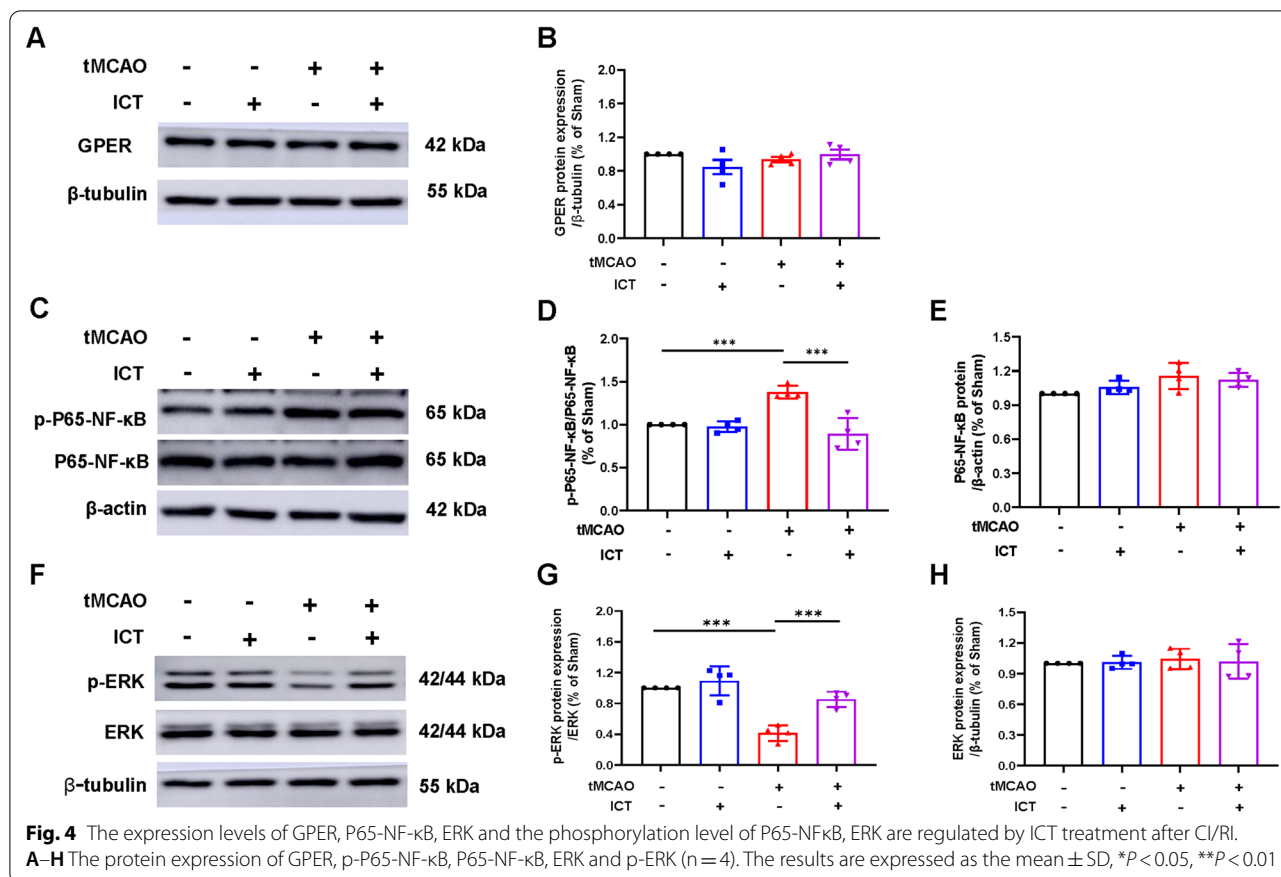 A
tMCAO - - + +
ICT - + - +
GPER 42 kDa
β-tubulin 55 kDa
B
GPER protein expression
/β-tubulin (% of Sham)
2.0
1.6
1.2
0.8
0.4
0.0
tMCAO - - + +
ICT - + - +
C
tMCAO - - + +
ICT - + - +
p-P65-NF-κB 65 kDa
P65-NF-κB 65 kDa
β-actin 42 kDa
D
p-P65-NF-κB/P65-NF-κB
(% of Sham)
2.0
1.5
1.0
0.5
0.0
*** ***
tMCAO - - + +
ICT - + - +
E
P65-NF-κB protein
/β-actin (% of Sham)
1.5
1.2
0.9
0.6
0.3
0.0
tMCAO - - + +
ICT - + - +
F
tMCAO - - + +
ICT - + - +
p-ERK 42/44 kDa
ERK 42/44 kDa
β-tubulin 55 kDa
G
p-ERK protein expression
/ERK (% of Sham)
2.0
1.6
1.2
0.8
0.4
0.0
*** ***
tMCAO - - + +
ICT - + - +
H
ERK protein expression
/β-tubulin (% of Sham)
1.5
1.2
0.9
0.6
0.3
0.0
tMCAO - - + +
ICT - + - +
Fig. 4 The expression levels of GPER, P65-NF-κB, ERK and the phosphorylation level of P65-NFκB, ERK are regulated by ICT treatment after CI/RI.
A–H The protein expression of GPER, p-P65-NF-κB, P65-NF-κB, ERK and p-ERK (n = 4). The results are expressed as the mean ± SD, *P < 0.05, **P < 0.01